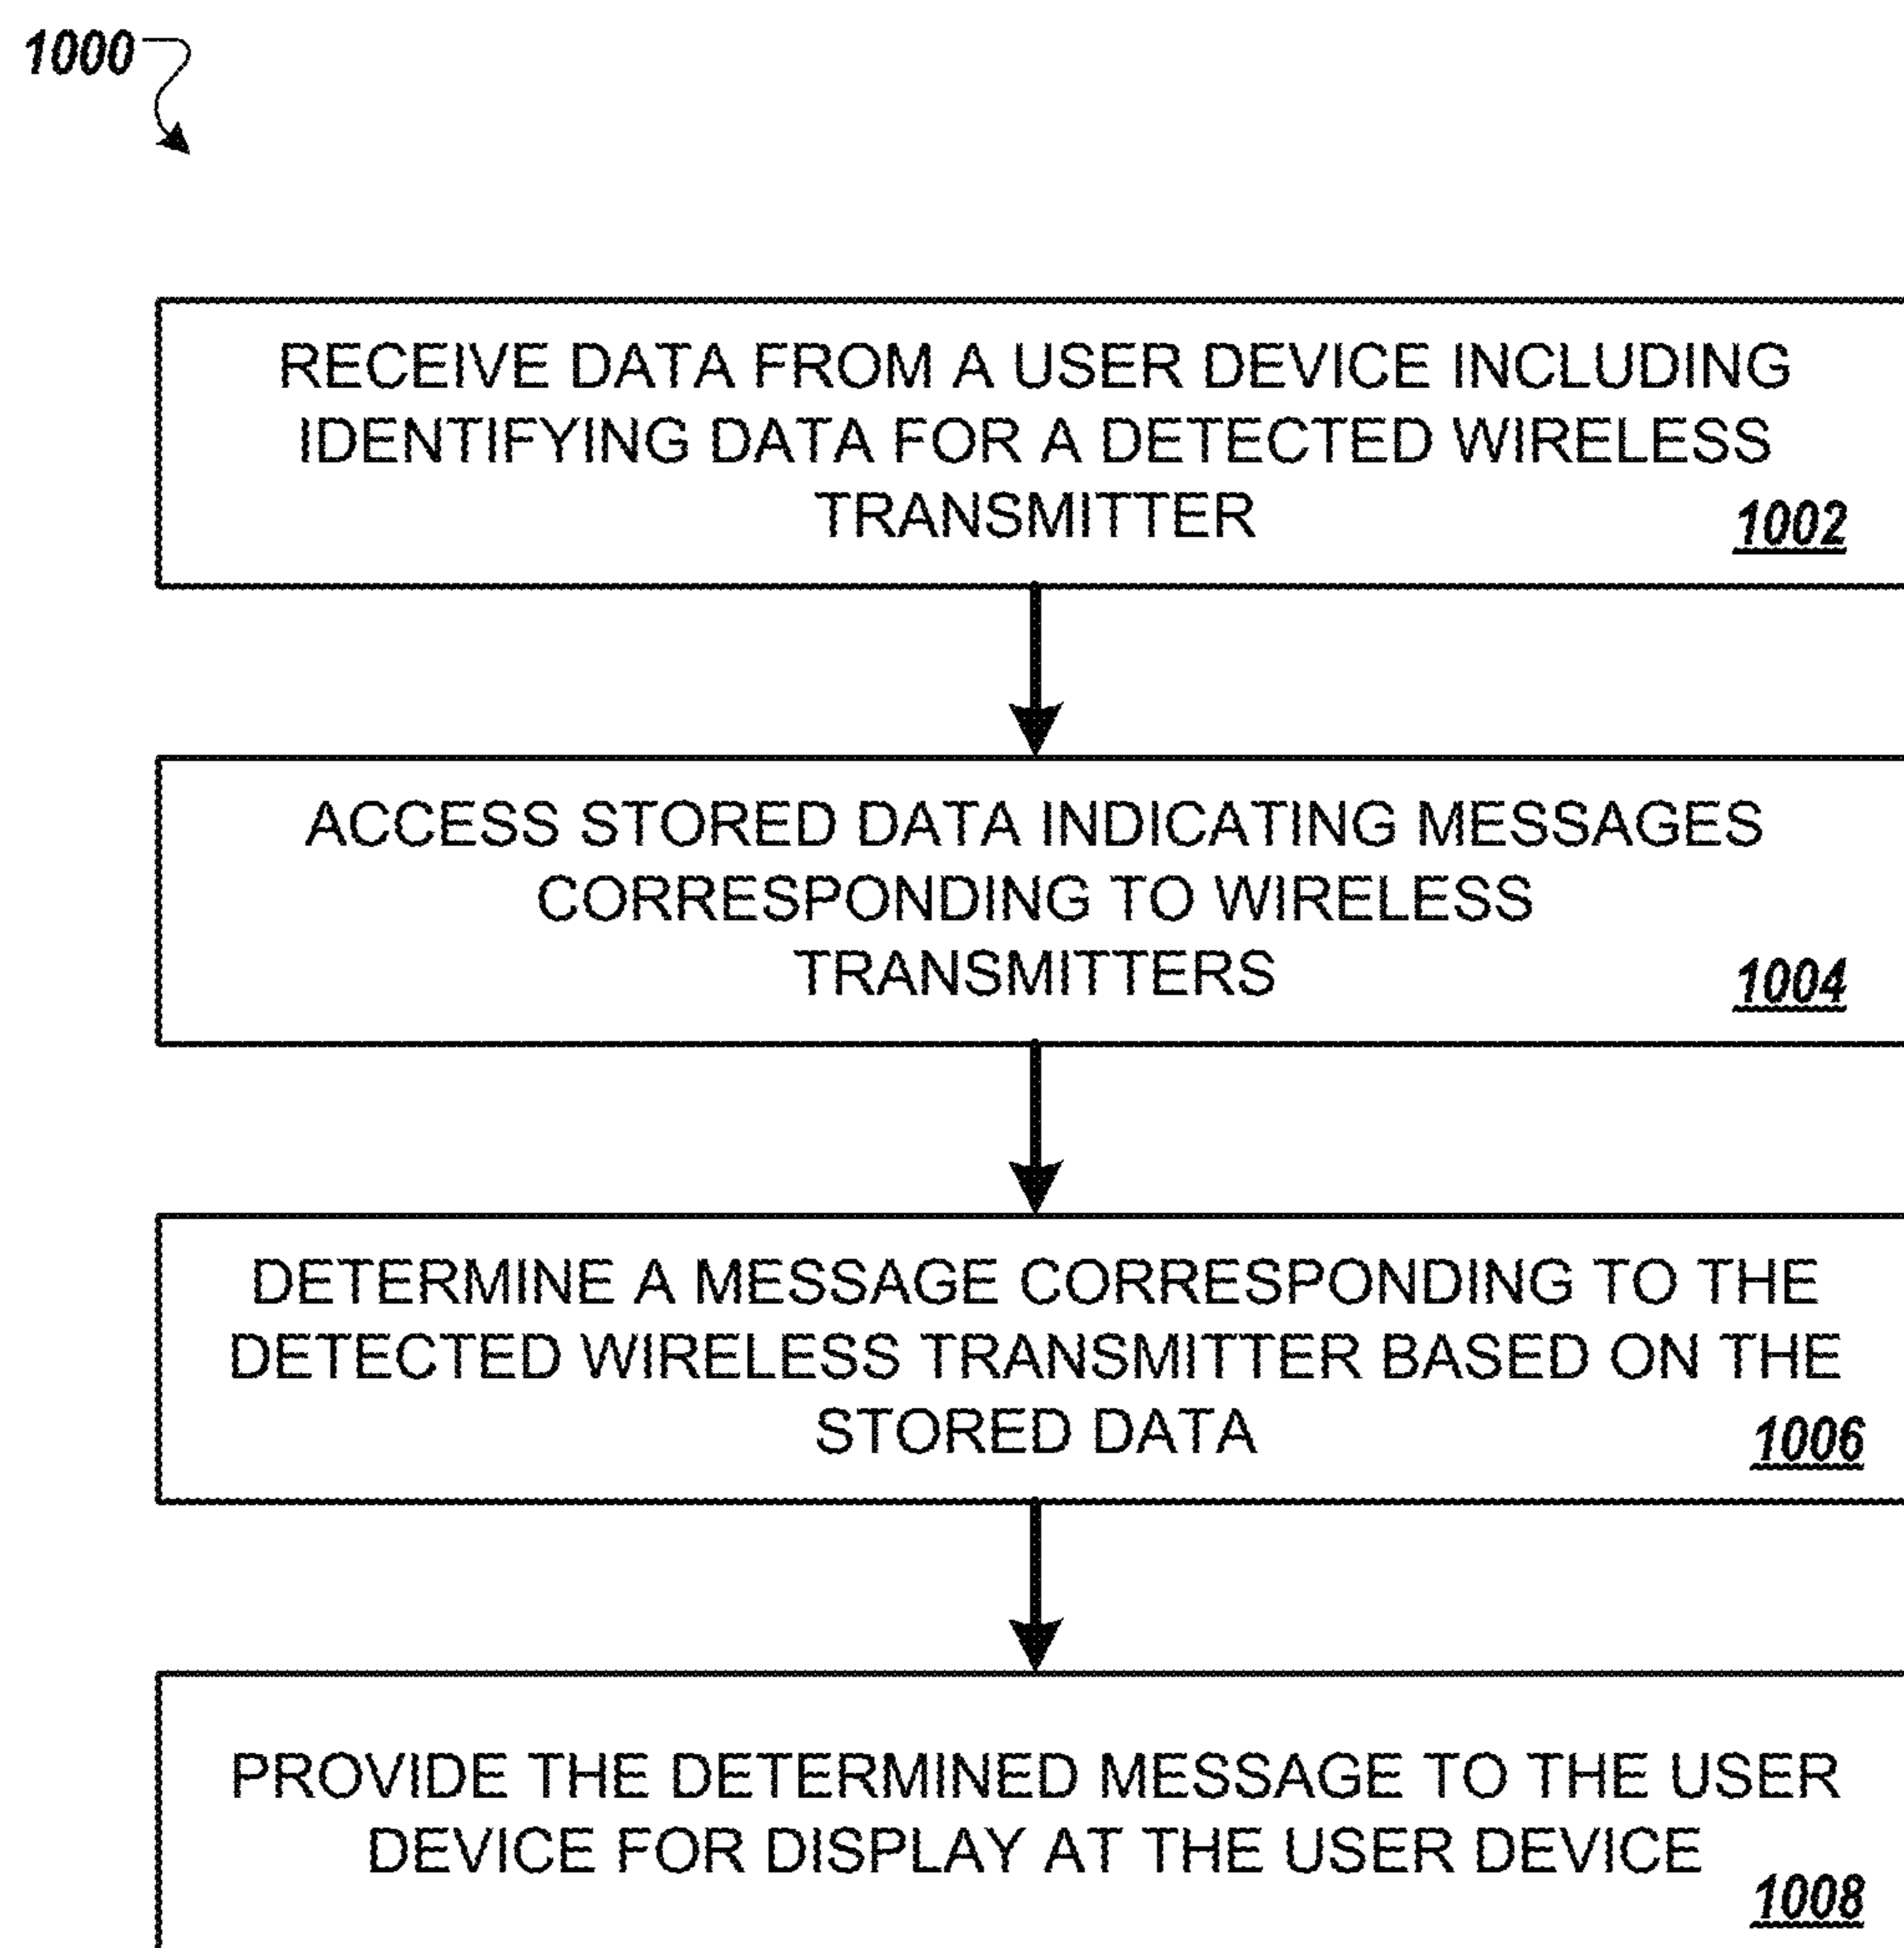 1000
RECEIVE DATA FROM A USER DEVICE INCLUDING
IDENTIFYING DATA FOR A DETECTED WIRELESS
TRANSMITTER
1002
ACCESS STORED DATA INDICATING MESSAGES
CORRESPONDING TO WIRELESS
TRANSMITTERS
1004
DETERMINE A MESSAGE CORRESPONDING TO THE
DETECTED WIRELESS TRANSMITTER BASED ON THE
STORED DATA
1006
PROVIDE THE DETERMINED MESSAGE TO THE USER
DEVICE FOR DISPLAY AT THE USER DEVICE
1008